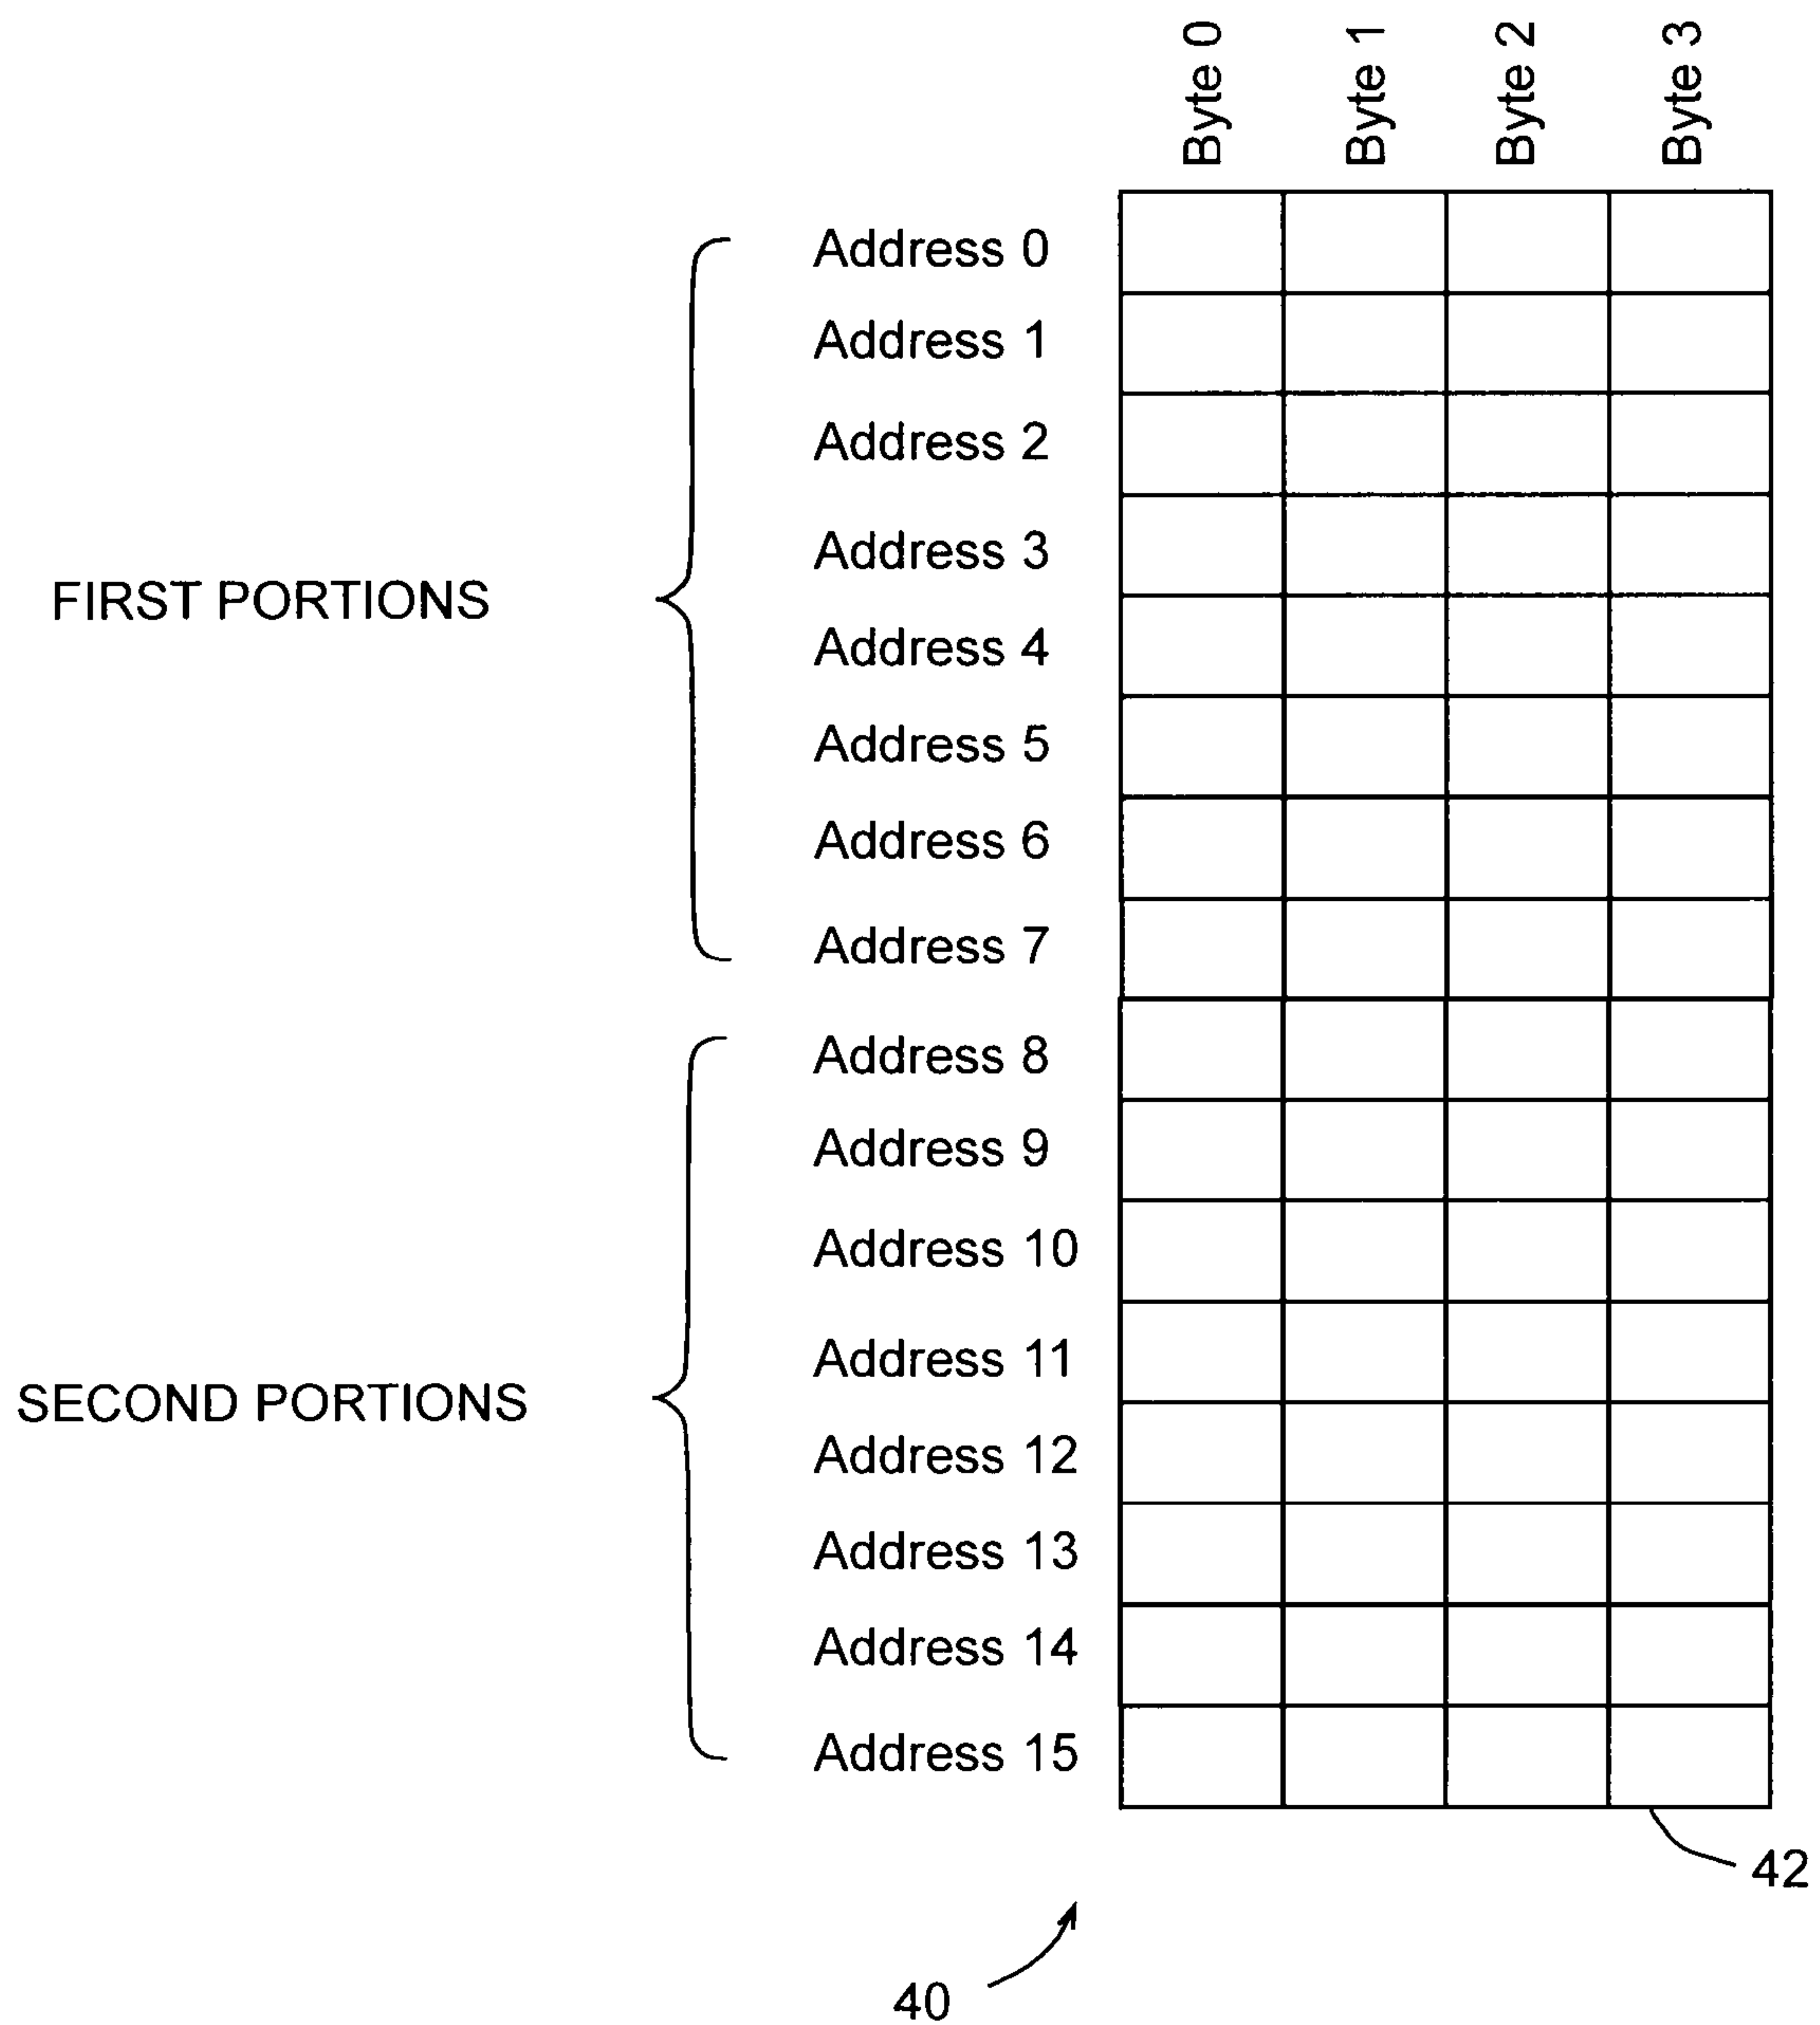 Byte 0
Byte 1
Byte 2
Byte 3
Address 0
Address 1
Address 2
Address 3
FIRST PORTIONS
Address 4
Address 5
Address 6
Address 7
Address 8
Address 9
Address 10
Address 11
SECOND PORTIONS
Address 12
Address 13
Address 14
Address 15
42
40